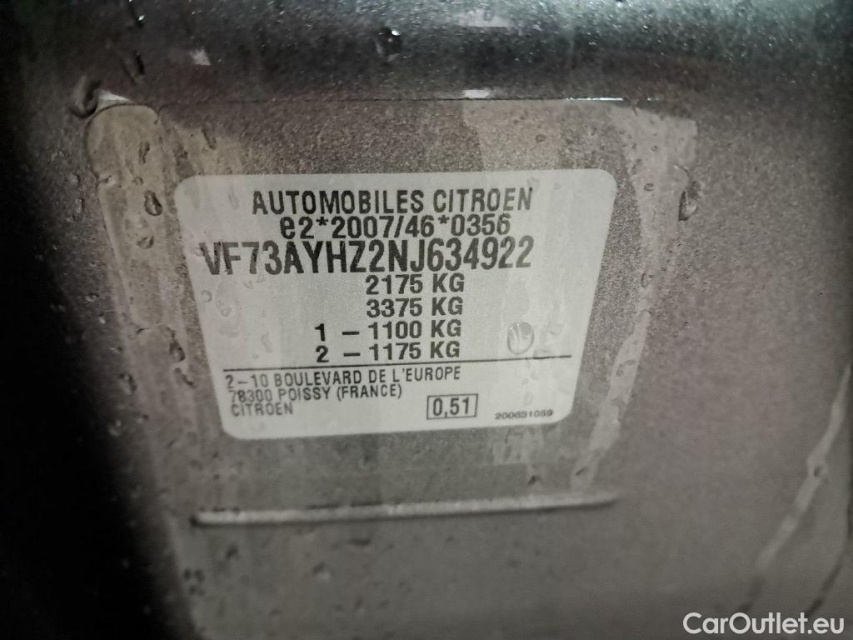 AUTOMOBILES CITROEN
e2*2007/46*0356
VF73AYHZ2NJ634922
2175 KG
3375 KG
1 – 1100 KG
2 – 1175 KG
2–10 BOULEVARD DE L'EUROPE
78300 POISSY (FRANCE)
CITROEN
0,51
CarOutlet.eu